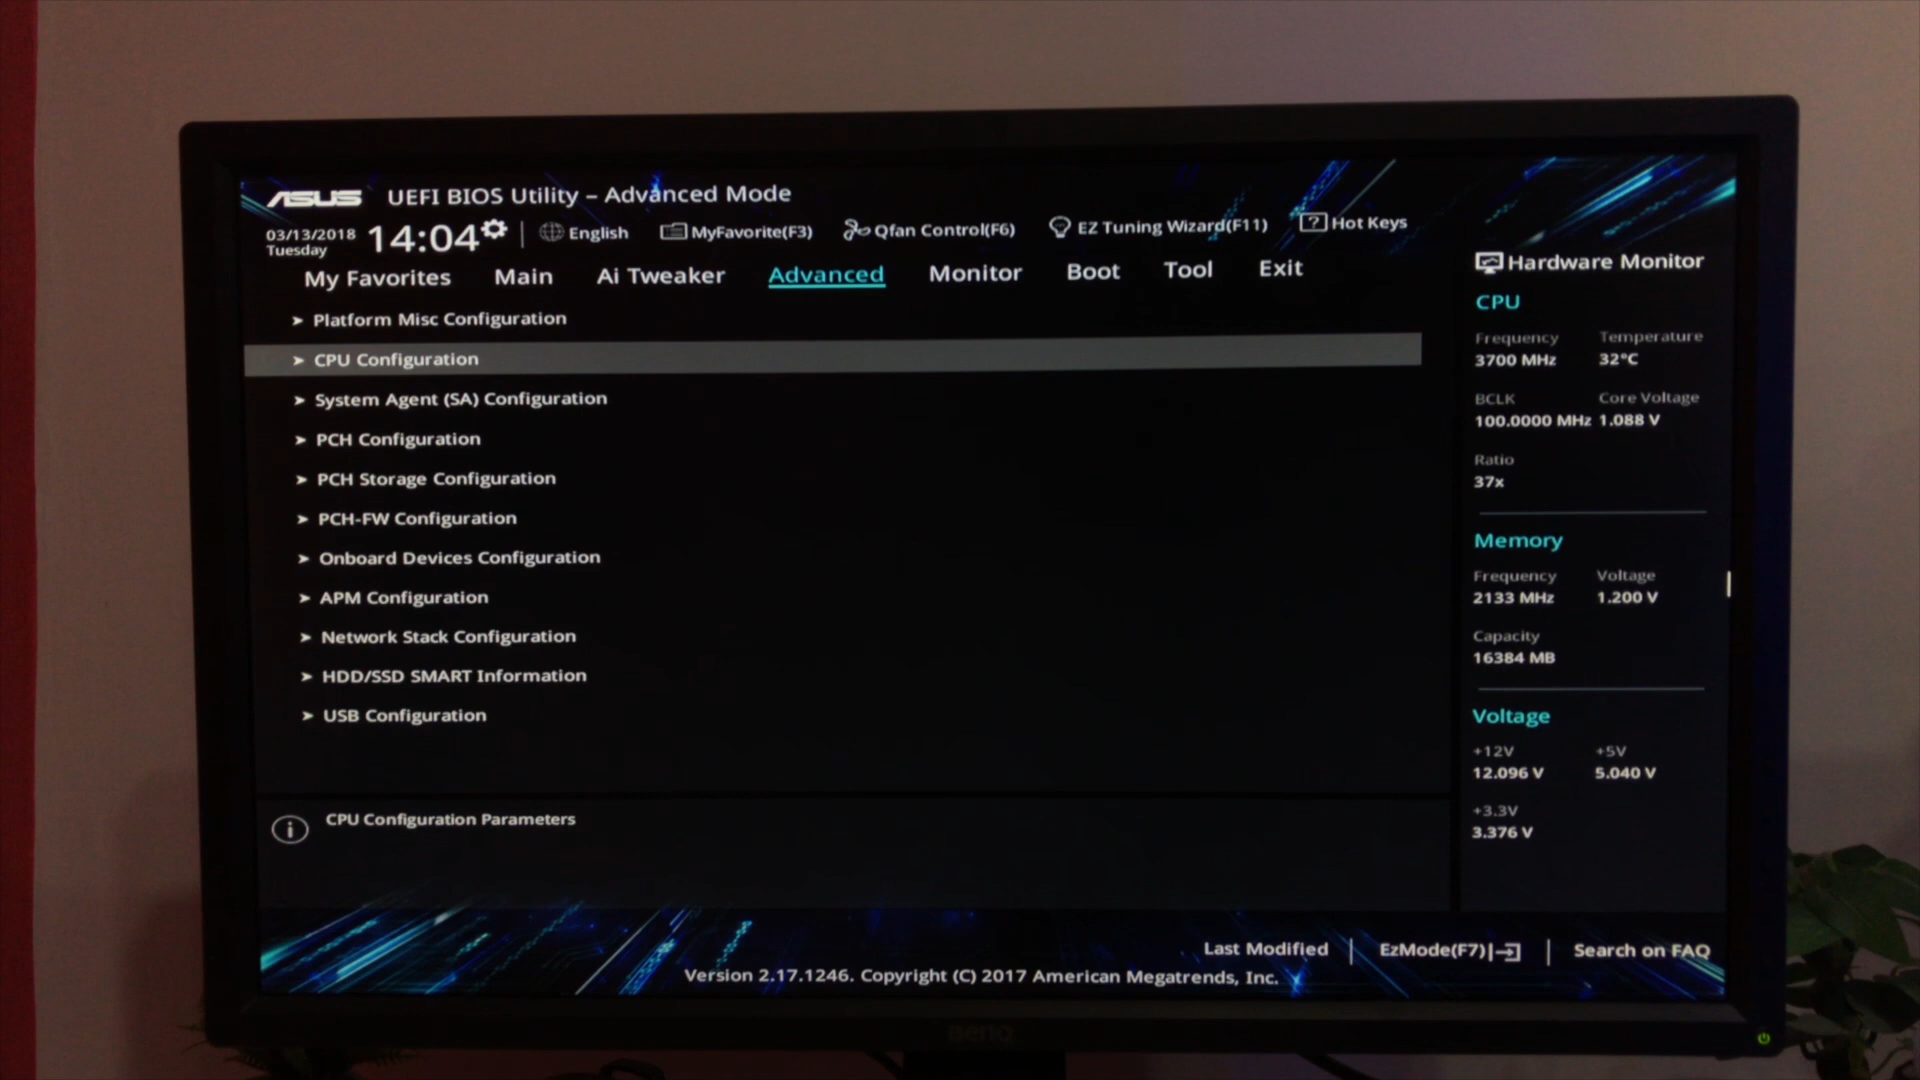 ASUS UEFI BIOS Utility – Advanced Mode
03/13/2018
Tuesday
14:04
English
MyFavorite(F3)
Qfan Control(F6)
EZ Tuning Wizard(F11)
? Hot Keys
My Favorites
Main
Ai Tweaker
Advanced
Monitor
Boot
Tool
Exit
Platform Misc Configuration
CPU Configuration
System Agent (SA) Configuration
PCH Configuration
PCH Storage Configuration
PCH-FW Configuration
Onboard Devices Configuration
APM Configuration
Network Stack Configuration
HDD/SSD SMART Information
USB Configuration
CPU Configuration Parameters
Hardware Monitor
CPU
Frequency Temperature
3700 MHz 32°C
BCLK Core Voltage
100.0000 MHz 1.088 V
Ratio
37x
Memory
Frequency Voltage
2133 MHz 1.200 V
Capacity
16384 MB
Voltage
+12V +5V
12.096 V 5.040 V
+3.3V
3.376 V
Last Modified
EzMode(F7)
Search on FAQ
Version 2.17.1246. Copyright (C) 2017 American Megatrends, Inc.
BenQ